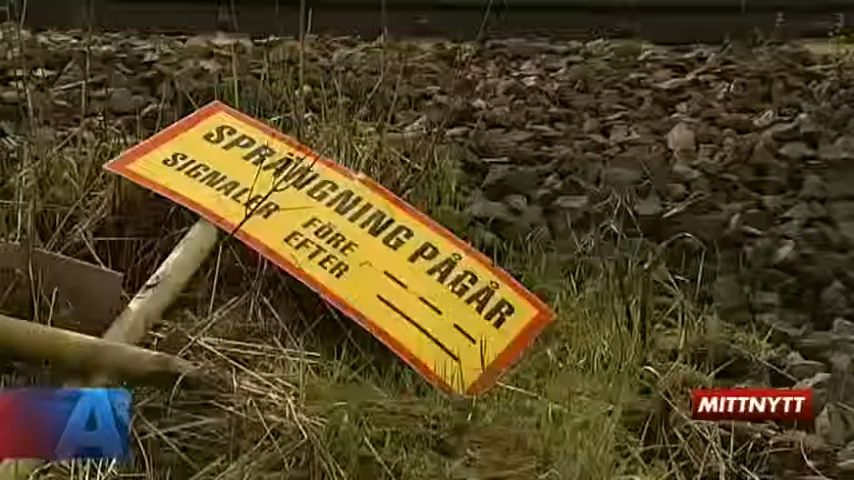 SPRÄNGNING PÅGÅR
SIGNALER FÖRE
EFTER
MITTNYTT
A